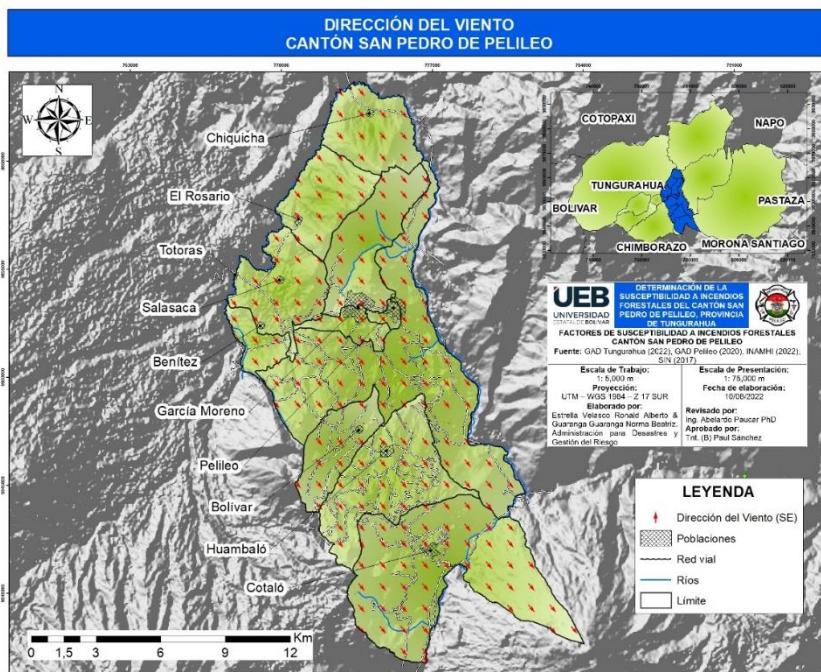 DIRECCIÓN DEL VIENTO
CANTÓN SAN PEDRO DE PELILEO
N
W E
S
Chiquicha
El Rosario
Totoras
Salasaca
Benítez
García Moreno
Pelileo
Bolívar
Huambaló
Cotaló
0 1,5 3 6 9 12 Km
COTOPAXI
NAPO
TUNGURAHUA
PASTAZA
BOLIVAR
CHIMBORAZO
MORONA SANTIAGO
UEB
UNIVERSIDAD
ESTATAL DE BOLÍVAR
DETERMINACIÓN DE LA
SUSCEPTIBILIDAD A INCENDIOS
FORESTALES DEL CANTÓN SAN
PEDRO DE PELILEO, PROVINCIA
DE TUNGURAHUA
FACTORES DE SUSCEPTIBILIDAD A INCENDIOS FORESTALES
CANTÓN SAN PEDRO DE PELILEO
Fuente: GAD Tungurahua (2022), GAD Pelileo (2020), INAMHI (2022),
SIN (2017)
Escala de Trabajo:
1: 5,000 m
Proyección:
UTM – WGS 1984 – Z 17 SUR
Elaborado por:
Estrella Velasco Ronald Alberto &
Guaranga Guaranga Norma Beatriz.
Administración para Desastres y
Gestión del Riesgo
Escala de Presentación:
1: 75,000 m
Fecha de elaboración:
10/08/2022
Revisado por:
Ing. Abelardo Paucar PhD
Aprobado por:
Tnt. (B) Paul Sánchez
LEYENDA
Dirección del Viento (SE)
Poblaciones
Red vial
Ríos
Límite